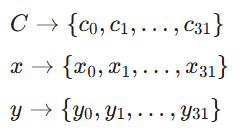 C → {c₀, c₁, . . . , c₃₁}
x → {x₀, x₁, . . . , x₃₁}
y → {y₀, y₁, . . . , y₃₁}